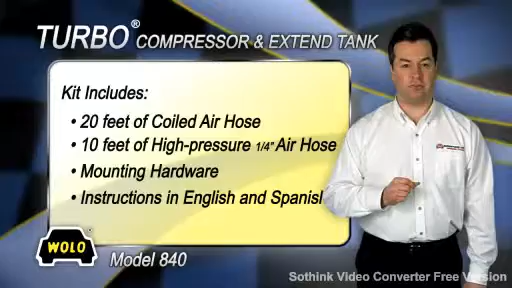 TURBO® COMPRESSOR & EXTEND TANK
Kit Includes:
• 20 feet of Coiled Air Hose
• 10 feet of High-pressure 1/4" Air Hose
• Mounting Hardware
• Instructions in English and Spanish
WOLO®
Model 840
Sothink Video Converter Free Version